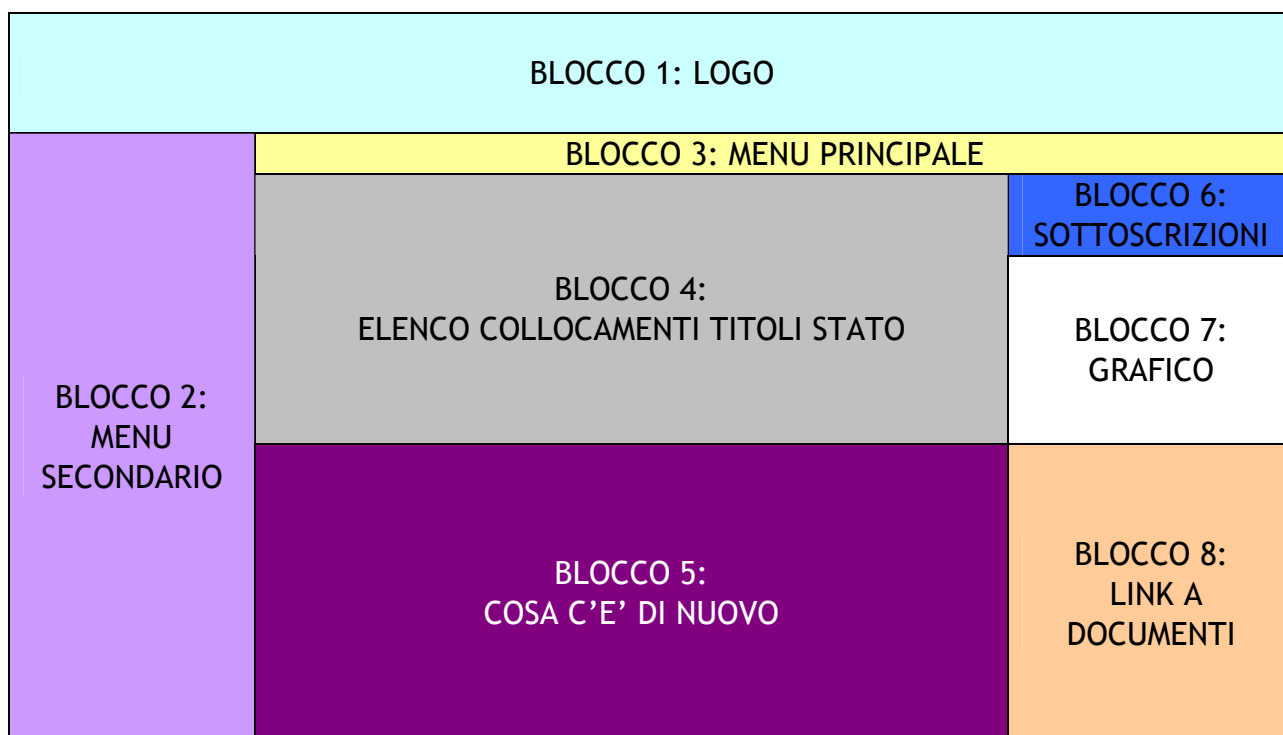 BLOCCO 1: LOGO
BLOCCO 2:
MENU
SECONDARIO
BLOCCO 3: MENU PRINCIPALE
BLOCCO 4:
ELENCO COLLOCAMENTI TITOLI STATO
BLOCCO 5:
COSA C’E’ DI NUOVO
BLOCCO 6:
SOTTOSCRIZIONI
BLOCCO 7:
GRAFICO
BLOCCO 8:
LINK A
DOCUMENTI